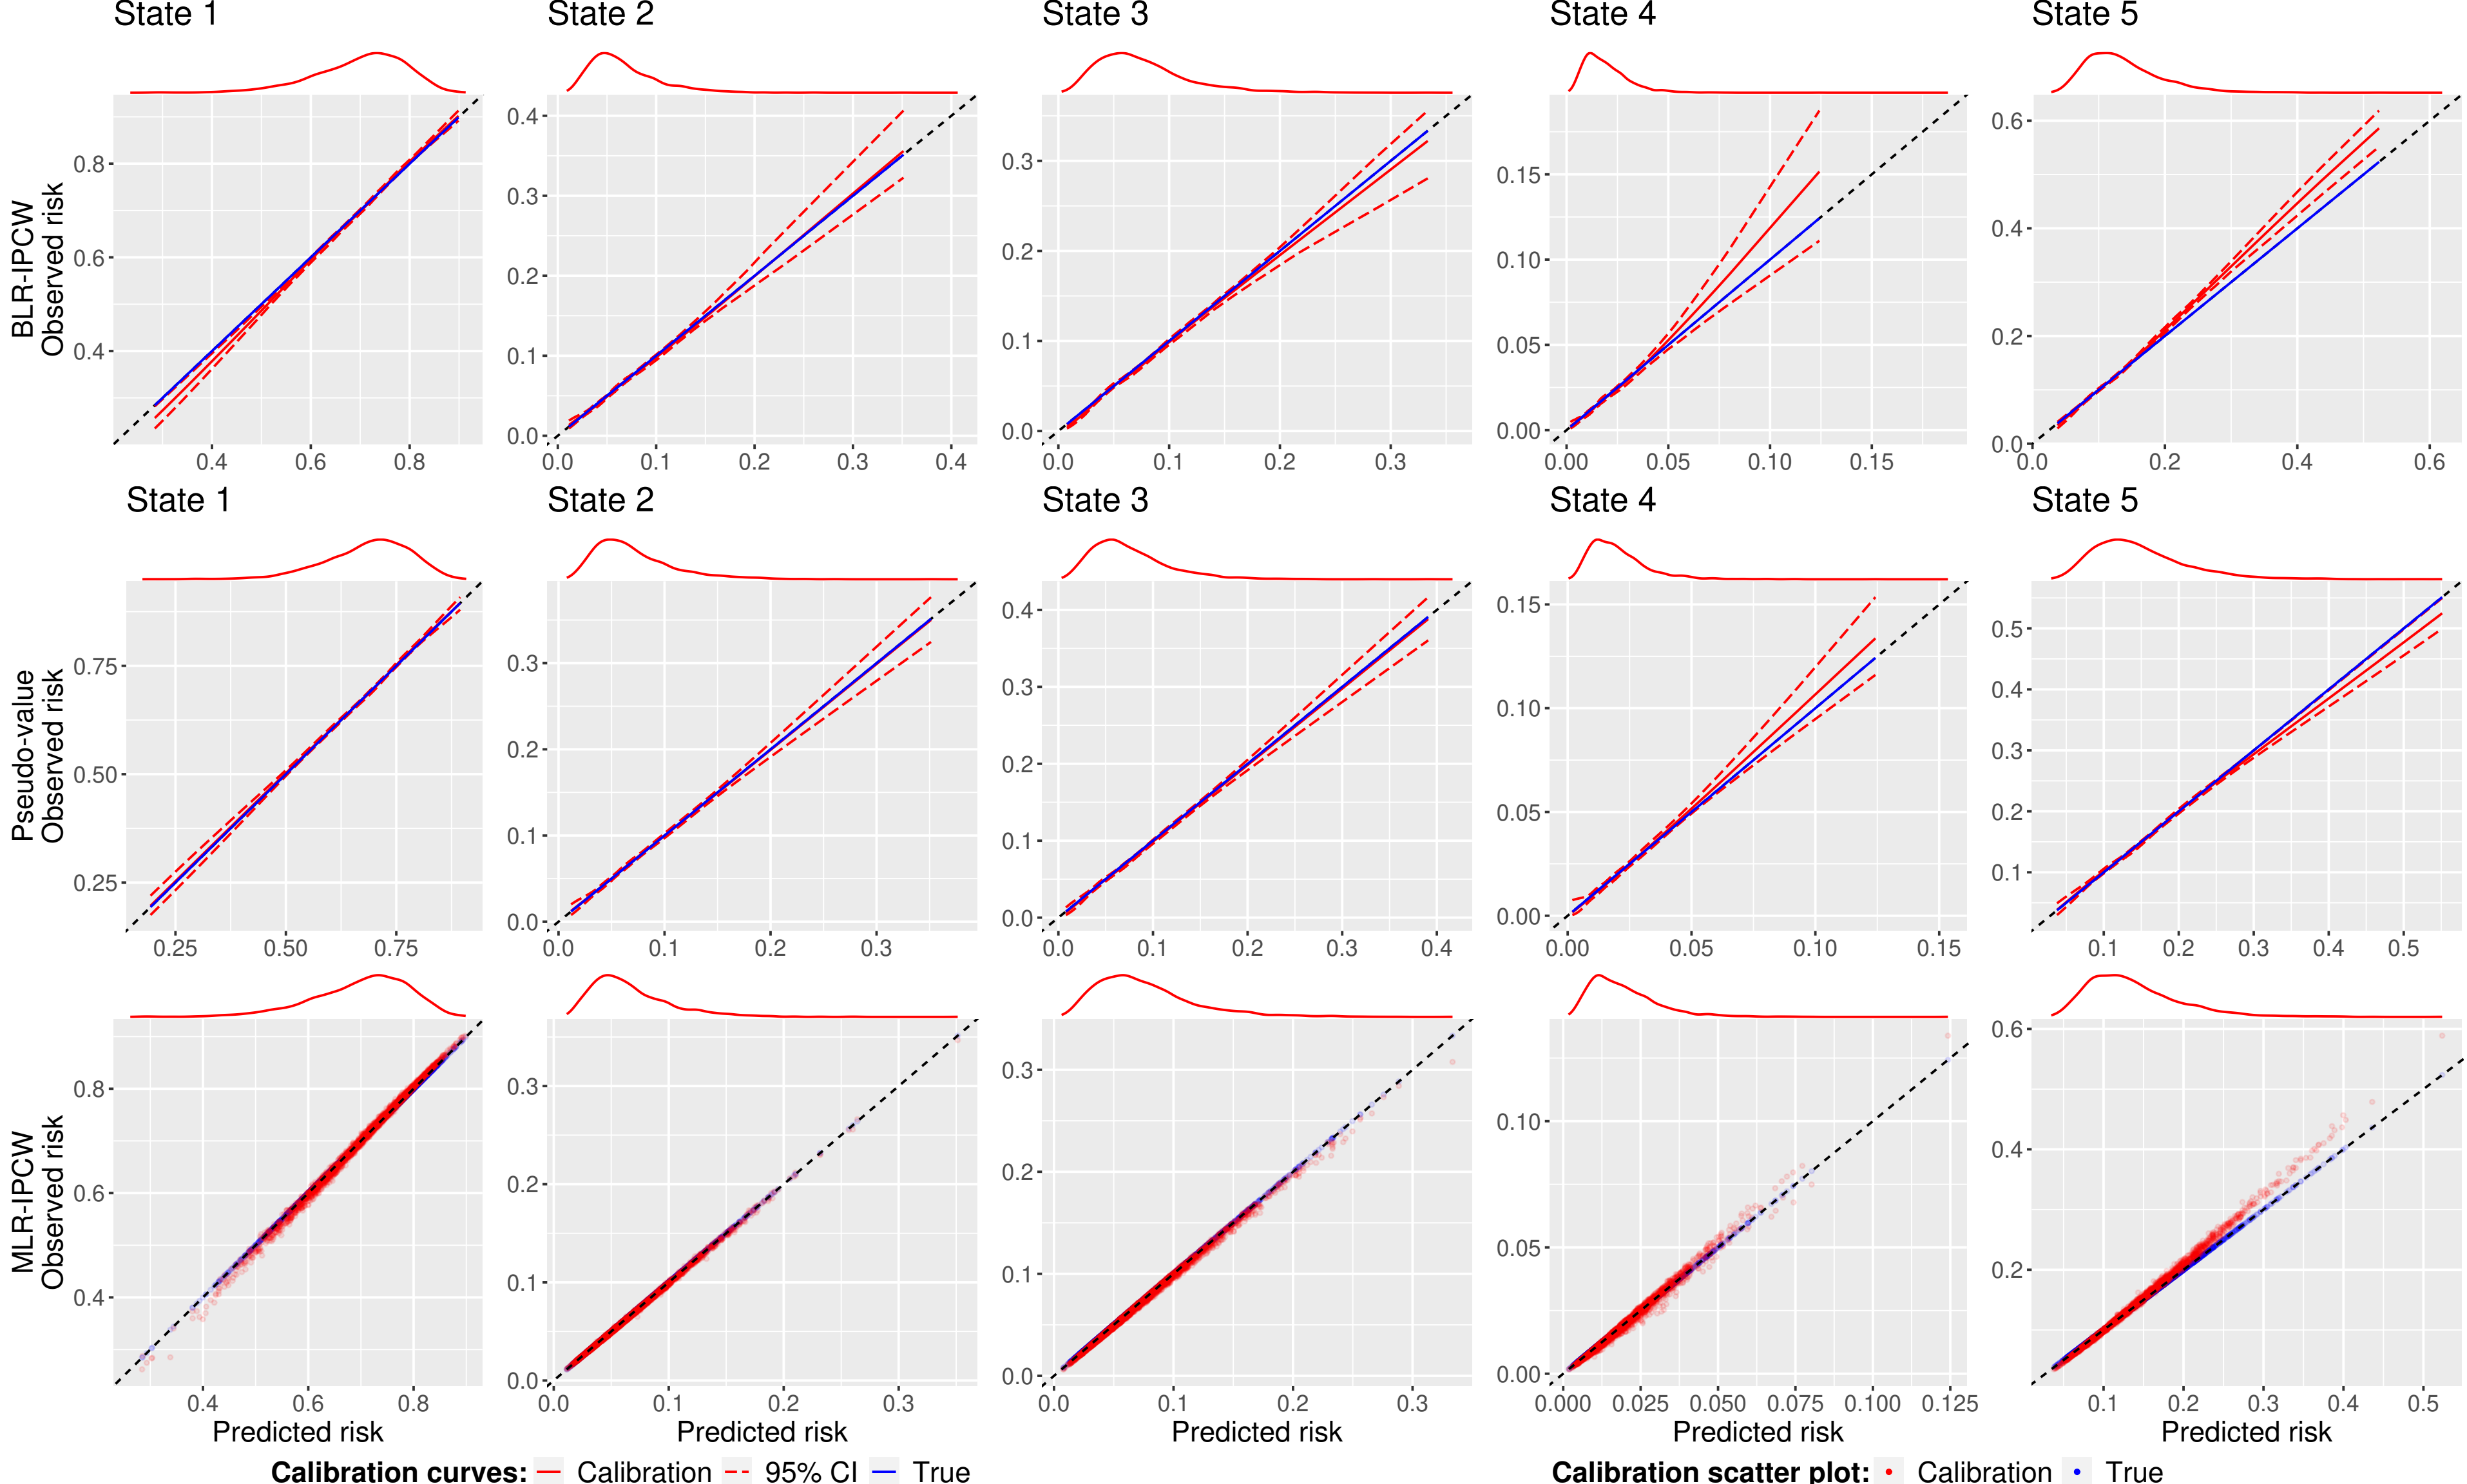 State 1 State 2 State 3 State 4 State 5
BLR-IPCW
Observed risk
0.8
0.6
0.4
0.4 0.6 0.8
0.4
0.3
0.2
0.1
0.0
0.0 0.1 0.2 0.3 0.4
0.3
0.2
0.1
0.0
0.0 0.1 0.2 0.3
0.15
0.10
0.05
0.00
0.00 0.05 0.10 0.15
0.6
0.4
0.2
0.0
0.0 0.2 0.4 0.6
State 1 State 2 State 3 State 4 State 5
Pseudo-value
Observed risk
0.75
0.50
0.25
0.25 0.50 0.75
0.3
0.2
0.1
0.0
0.0 0.1 0.2 0.3
0.4
0.3
0.2
0.1
0.0
0.0 0.1 0.2 0.3 0.4
0.15
0.10
0.05
0.00
0.00 0.05 0.10 0.15
0.5
0.4
0.3
0.2
0.1
0.1 0.2 0.3 0.4 0.5
MLR-IPCW
Observed risk
0.8
0.6
0.4
0.4 0.6 0.8
Predicted risk
0.3
0.2
0.1
0.0
0.0 0.1 0.2 0.3
Predicted risk
0.3
0.2
0.1
0.0
0.0 0.1 0.2 0.3
Predicted risk
0.10
0.05
0.00
0.000 0.025 0.050 0.075 0.100 0.125
Predicted risk
0.6
0.4
0.2
0.1 0.2 0.3 0.4 0.5
Predicted risk
Calibration curves: Calibration 95% CI True
Calibration scatter plot: Calibration True